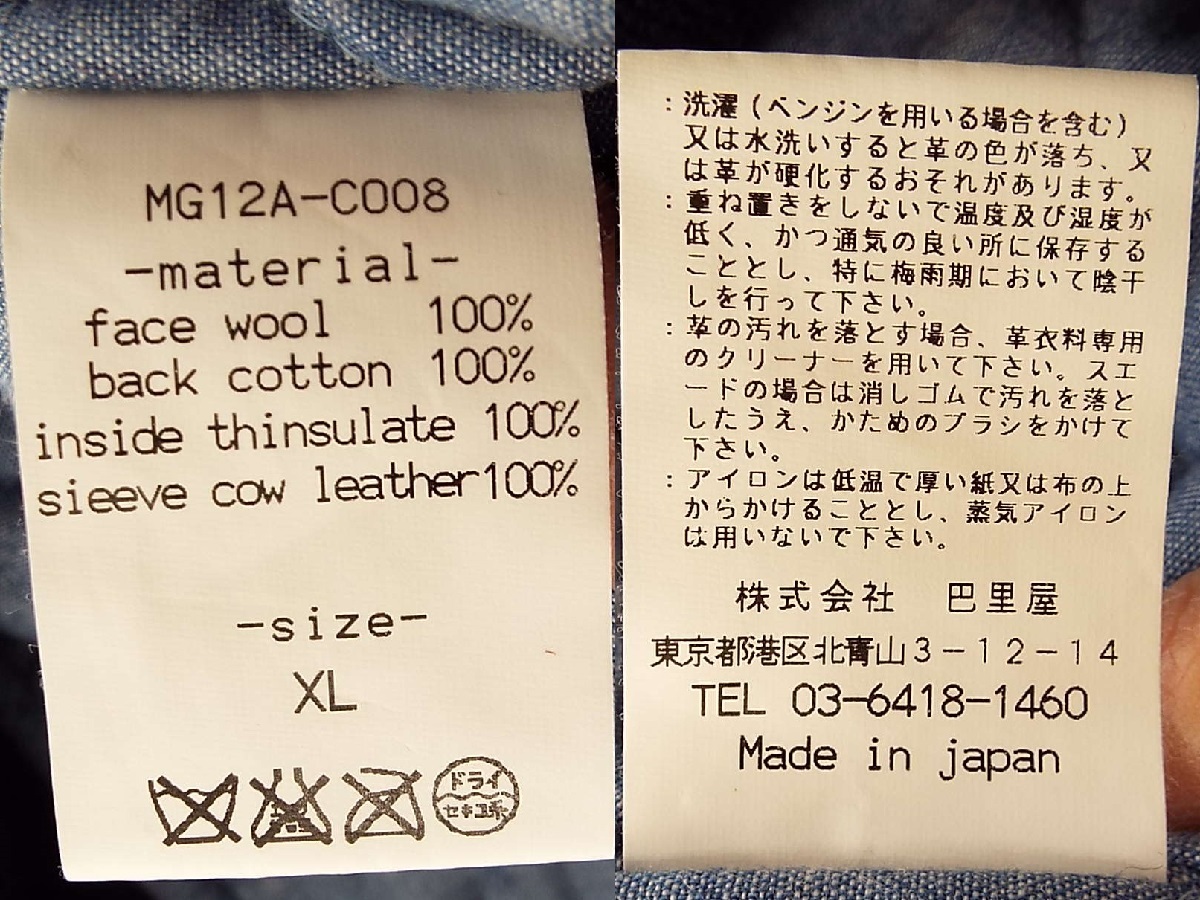 MG12A-C008
-material-
face wool 100%
back cotton 100%
inside thinsulate 100%
sieeve cow leather100%
-size-
XL
ドライ
セキユ系
:洗濯(ベンジンを用いる場合を含む)
又は水洗いすると革の色が落ち、又
は革が硬化するおそれがあります。
:重ね置きをしないで温度及び湿度が
低く、かつ通気の良い所に保存する
こととし、特に梅雨期において陰干
しを行って下さい。
:革の汚れを落とす場合、革衣料専用
のクリーナーを用いて下さい。スエ
ードの場合は消しゴムで汚れを落と
したうえ、かためのブラシをかけて
下さい。
:アイロンは低温で厚い紙又は布の上
からかけることとし、蒸気アイロン
は用いないで下さい。
株式会社 巴里屋
東京都港区北青山3-12-14
TEL 03-6418-1460
Made in japan